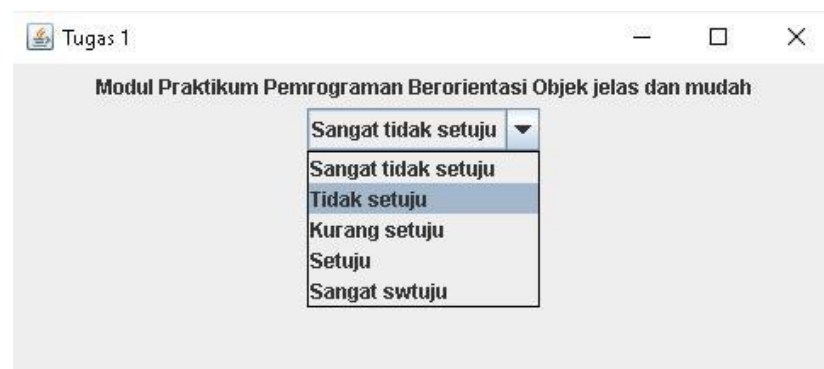 Tugas 1
Modul Praktikum Pemrograman Berorientasi Objek jelas dan mudah
Sangat tidak setuju
Sangat tidak setuju
Tidak setuju
Kurang setuju
Setuju
Sangat swtuju